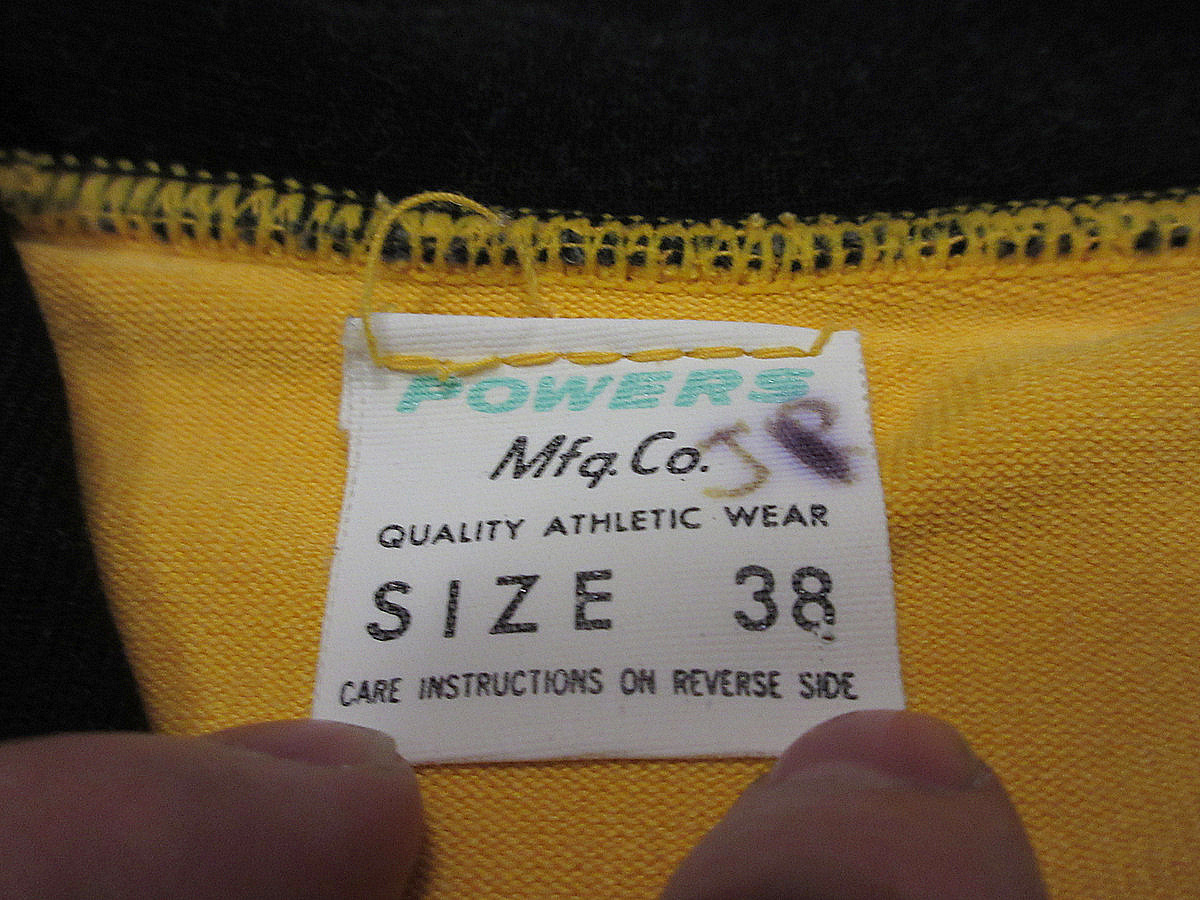 POWERS
Mfg. Co. JP
QUALITY ATHLETIC WEAR
SIZE 38
CARE INSTRUCTIONS ON REVERSE SIDE